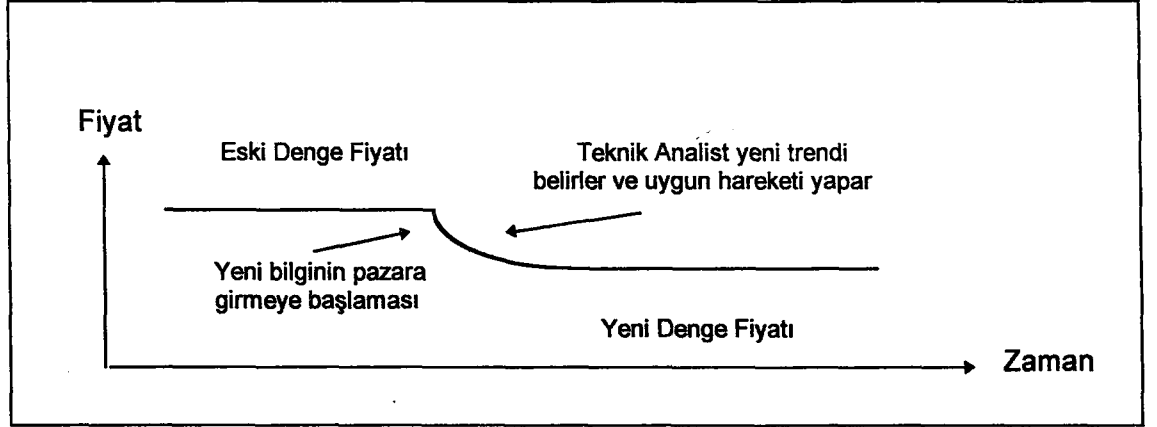 Fiyat
Eski Denge Fiyatı
Teknik Analist yeni trendi
belirler ve uygun hareketi yapar
Yeni bilginin pazara
girmeye başlaması
Yeni Denge Fiyatı
Zaman